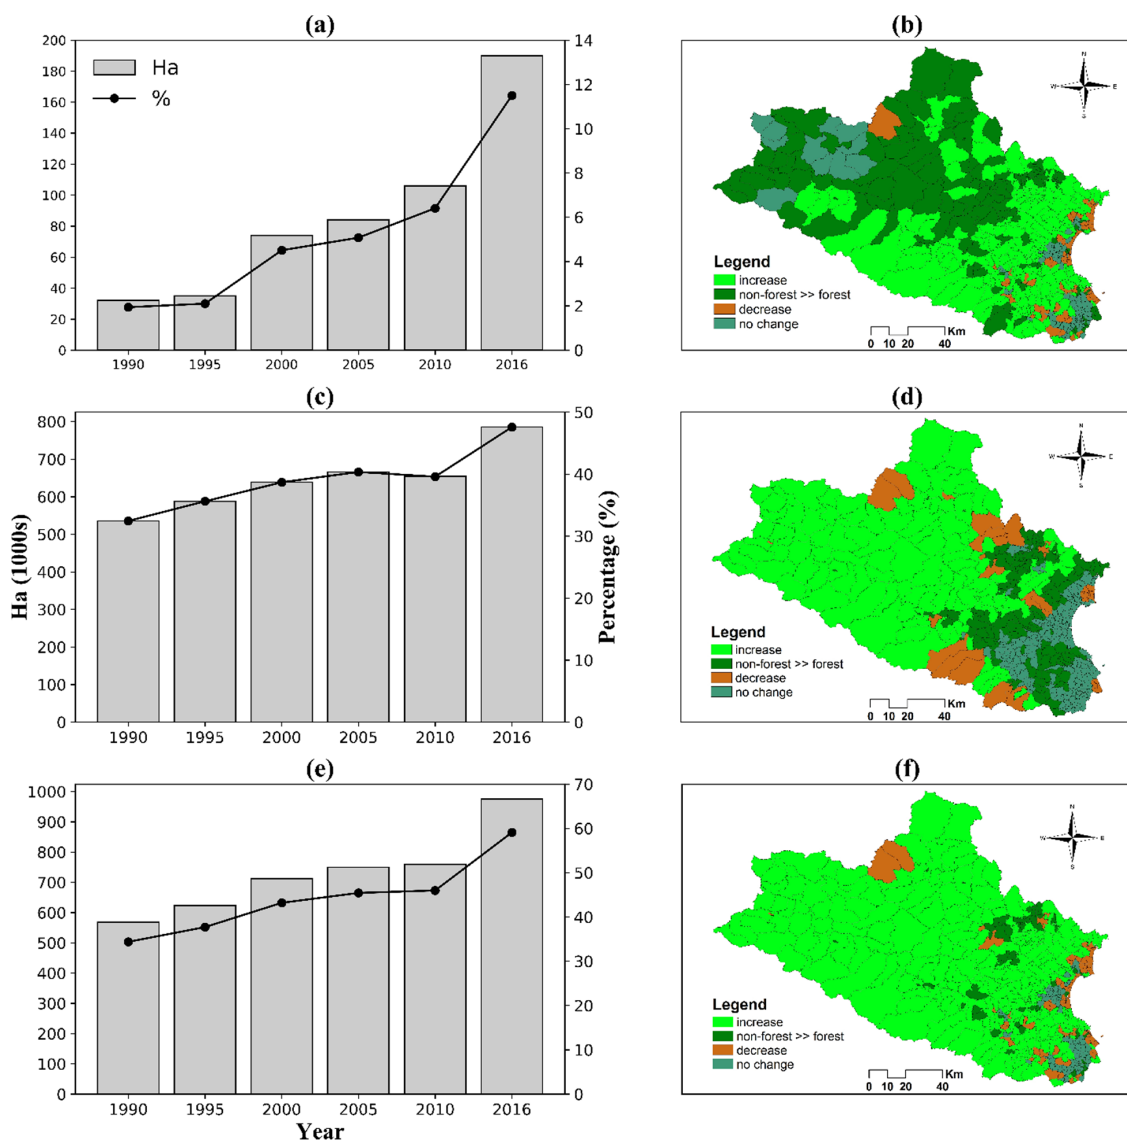 (a)
200
180
160
140
120
100
80
60
40
20
0
Ha
%
14
12
10
8
6
4
2
0
1990 1995 2000 2005 2010 2016
(b)
N
W E
S
Legend
increase
non-forest >> forest
decrease
no change
Km
0 10 20 40
(c)
800
700
600
500
400
300
200
100
0
Ha (1000s)
50
40
30
20
10
0
Percentage (%)
1990 1995 2000 2005 2010 2016
(d)
N
W E
S
Legend
increase
non-forest >> forest
decrease
no change
Km
0 10 20 40
(e)
1000
900
800
700
600
500
400
300
200
100
0
70
60
50
40
30
20
10
0
1990 1995 2000 2005 2010 2016
Year
(f)
N
W E
S
Legend
increase
non-forest >> forest
decrease
no change
Km
0 10 20 40